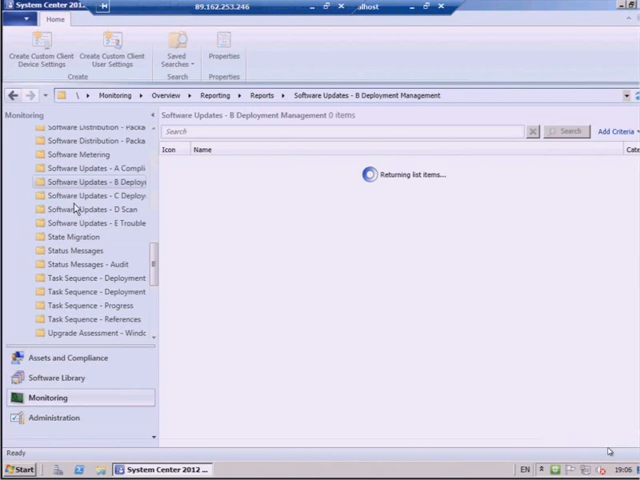 System Center 2012
89.162.253.246
alhost
Home
Create Custom Client
Device Settings
Create Custom Client
User Settings
Saved
Searches
Properties
Create
Search
Properties
\ Monitoring Overview Reporting Reports Software Updates - B Deployment Management
Monitoring
Software Updates - B Deployment Management 0 items
Search
Search
Add Criteria
Icon Name Cate
Returning list items...
Software Distribution - Packa
Software Distribution - Packa
Software Metering
Software Updates - A Compli
Software Updates - B Deploy
Software Updates - C Deploy
Software Updates - D Scan
Software Updates - E Trouble
State Migration
Status Messages
Status Messages - Audit
Task Sequence - Deployment
Task Sequence - Deployment
Task Sequence - Progress
Task Sequence - References
Upgrade Assessment - Windo
Assets and Compliance
Software Library
Monitoring
Administration
Ready
Start
System Center 2012 ...
EN
19:06